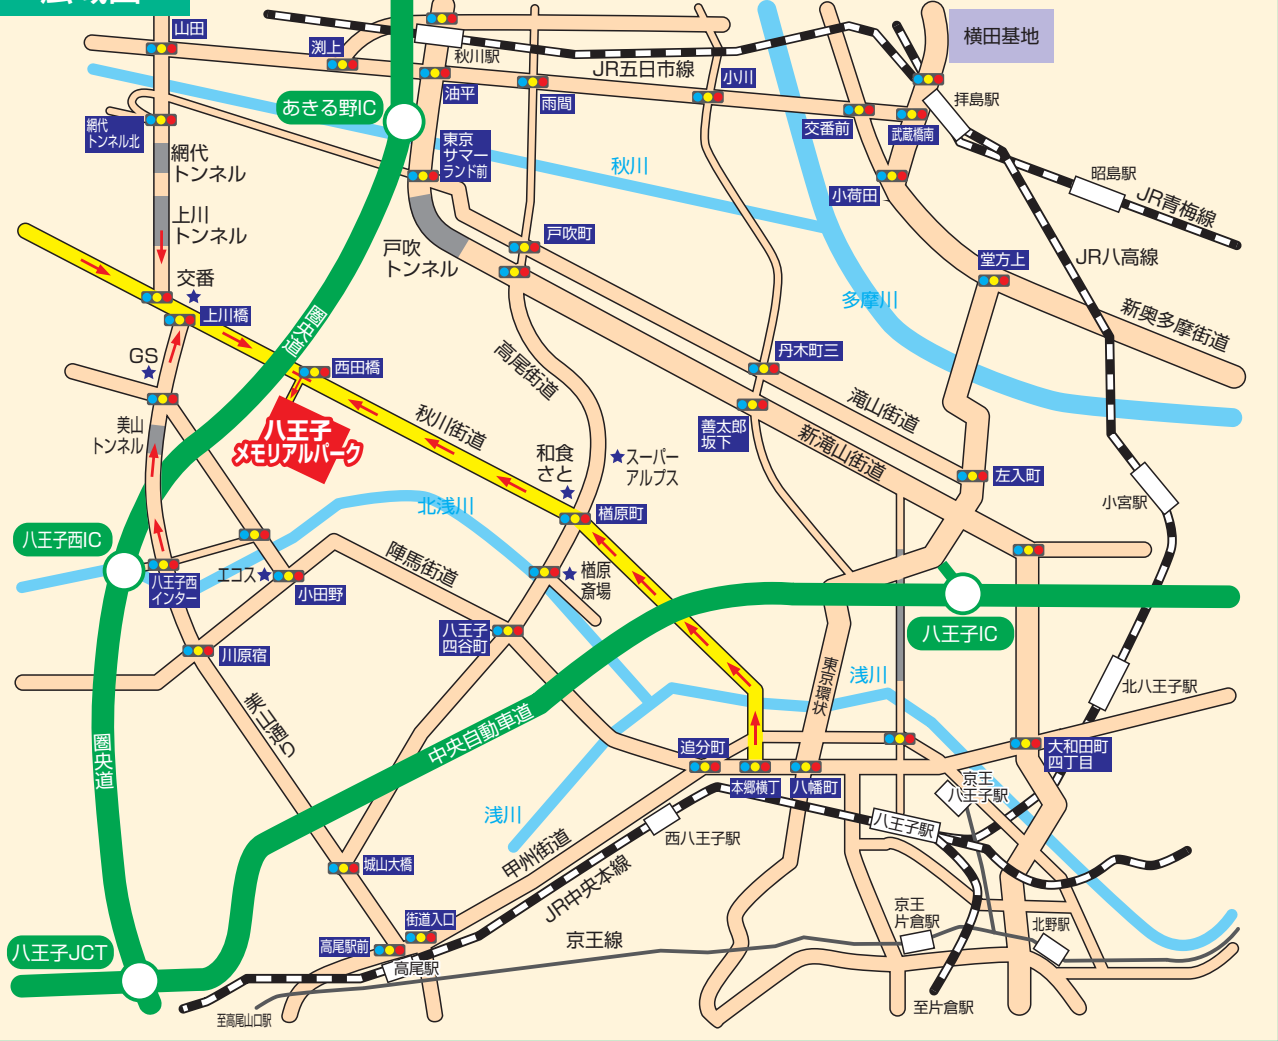 広域図
山田
渕上
秋川駅
JR五日市線
小川
横田基地
油平
雨間
あきる野IC
交番前
武蔵橋南
拝島駅
網代
トンネル北
東京
サマー
ランド前
網代
トンネル
秋川
小荷田
昭島駅
JR青梅線
上川
トンネル
戸吹町
戸吹
トンネル
JR八高線
堂方上
交番
上川橋
多摩川
新奥多摩街道
圏央道
GS
西田橋
高尾街道
丹木町三
滝山街道
美山
トンネル
八王子
メモリアルパーク
秋川街道
善太郎
坂下
新滝山街道
和食
さと
スーパー
アルプス
左入町
小宮駅
北浅川
楢原町
八王子西IC
陣馬街道
エコス
楢原
斎場
八王子西
インター
小田野
八王子
四谷町
八王子IC
川原宿
東京環状
浅川
北八王子駅
美山通り
圏央道
中央自動車道
追分町
大和田町
四丁目
本郷横丁
八幡町
京王
八王子駅
浅川
西八王子駅
八王子駅
甲州街道
城山大橋
JR中央本線
街道入口
京王
片倉駅
北野駅
高尾駅前
京王線
八王子JCT
高尾駅
至高尾山口駅
至片倉駅